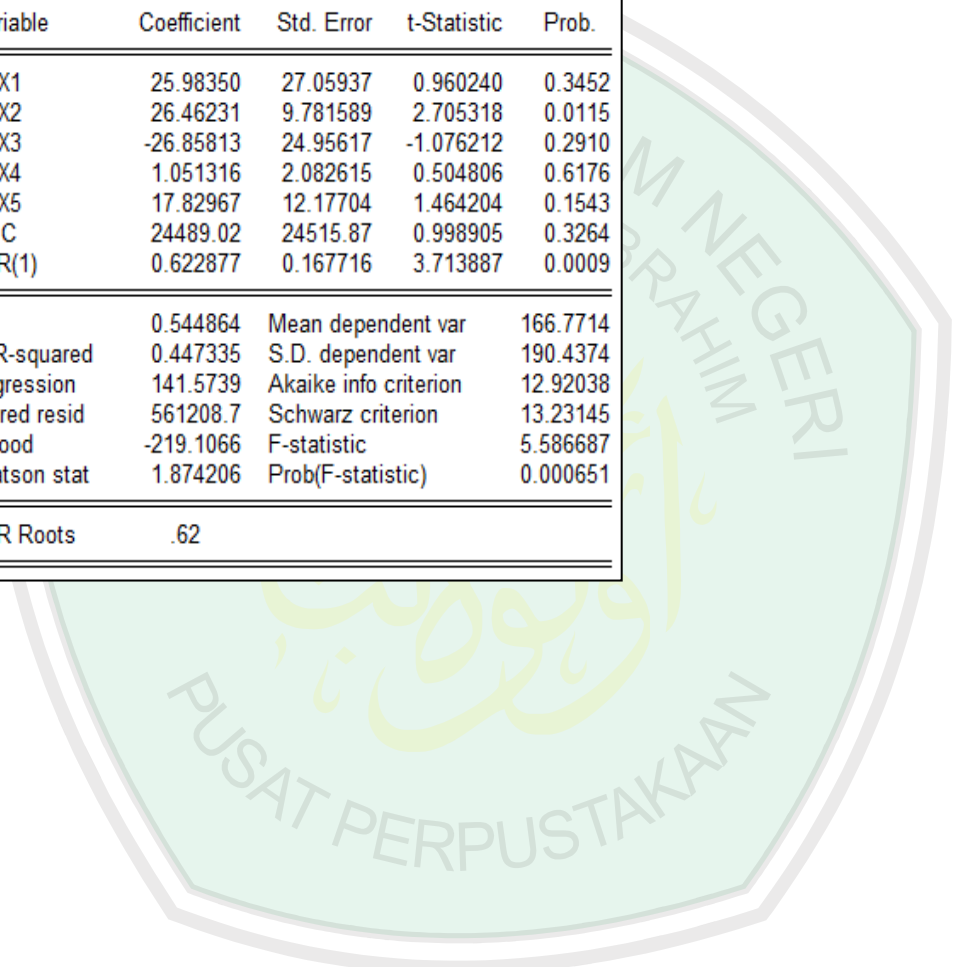 riable Coefficient Std. Error t-Statistic Prob.
X1 25.98350 27.05937 0.960240 0.3452
X2 26.46231 9.781589 2.705318 0.0115
X3 -26.85813 24.95617 -1.076212 0.2910
X4 1.051316 2.082615 0.504806 0.6176
X5 17.82967 12.17704 1.464204 0.1543
C 24489.02 24515.87 0.998905 0.3264
R(1) 0.622877 0.167716 3.713887 0.0009
0.544864 Mean dependent var 166.7714
R-squared 0.447335 S.D. dependent var 190.4374
gression 141.5739 Akaike info criterion 12.92038
red resid 561208.7 Schwarz criterion 13.23145
ood -219.1066 F-statistic 5.586687
tson stat 1.874206 Prob(F-statistic) 0.000651
R Roots .62
M NEGERI
BRAHIM
PUSAT PERPUSTAKAAN